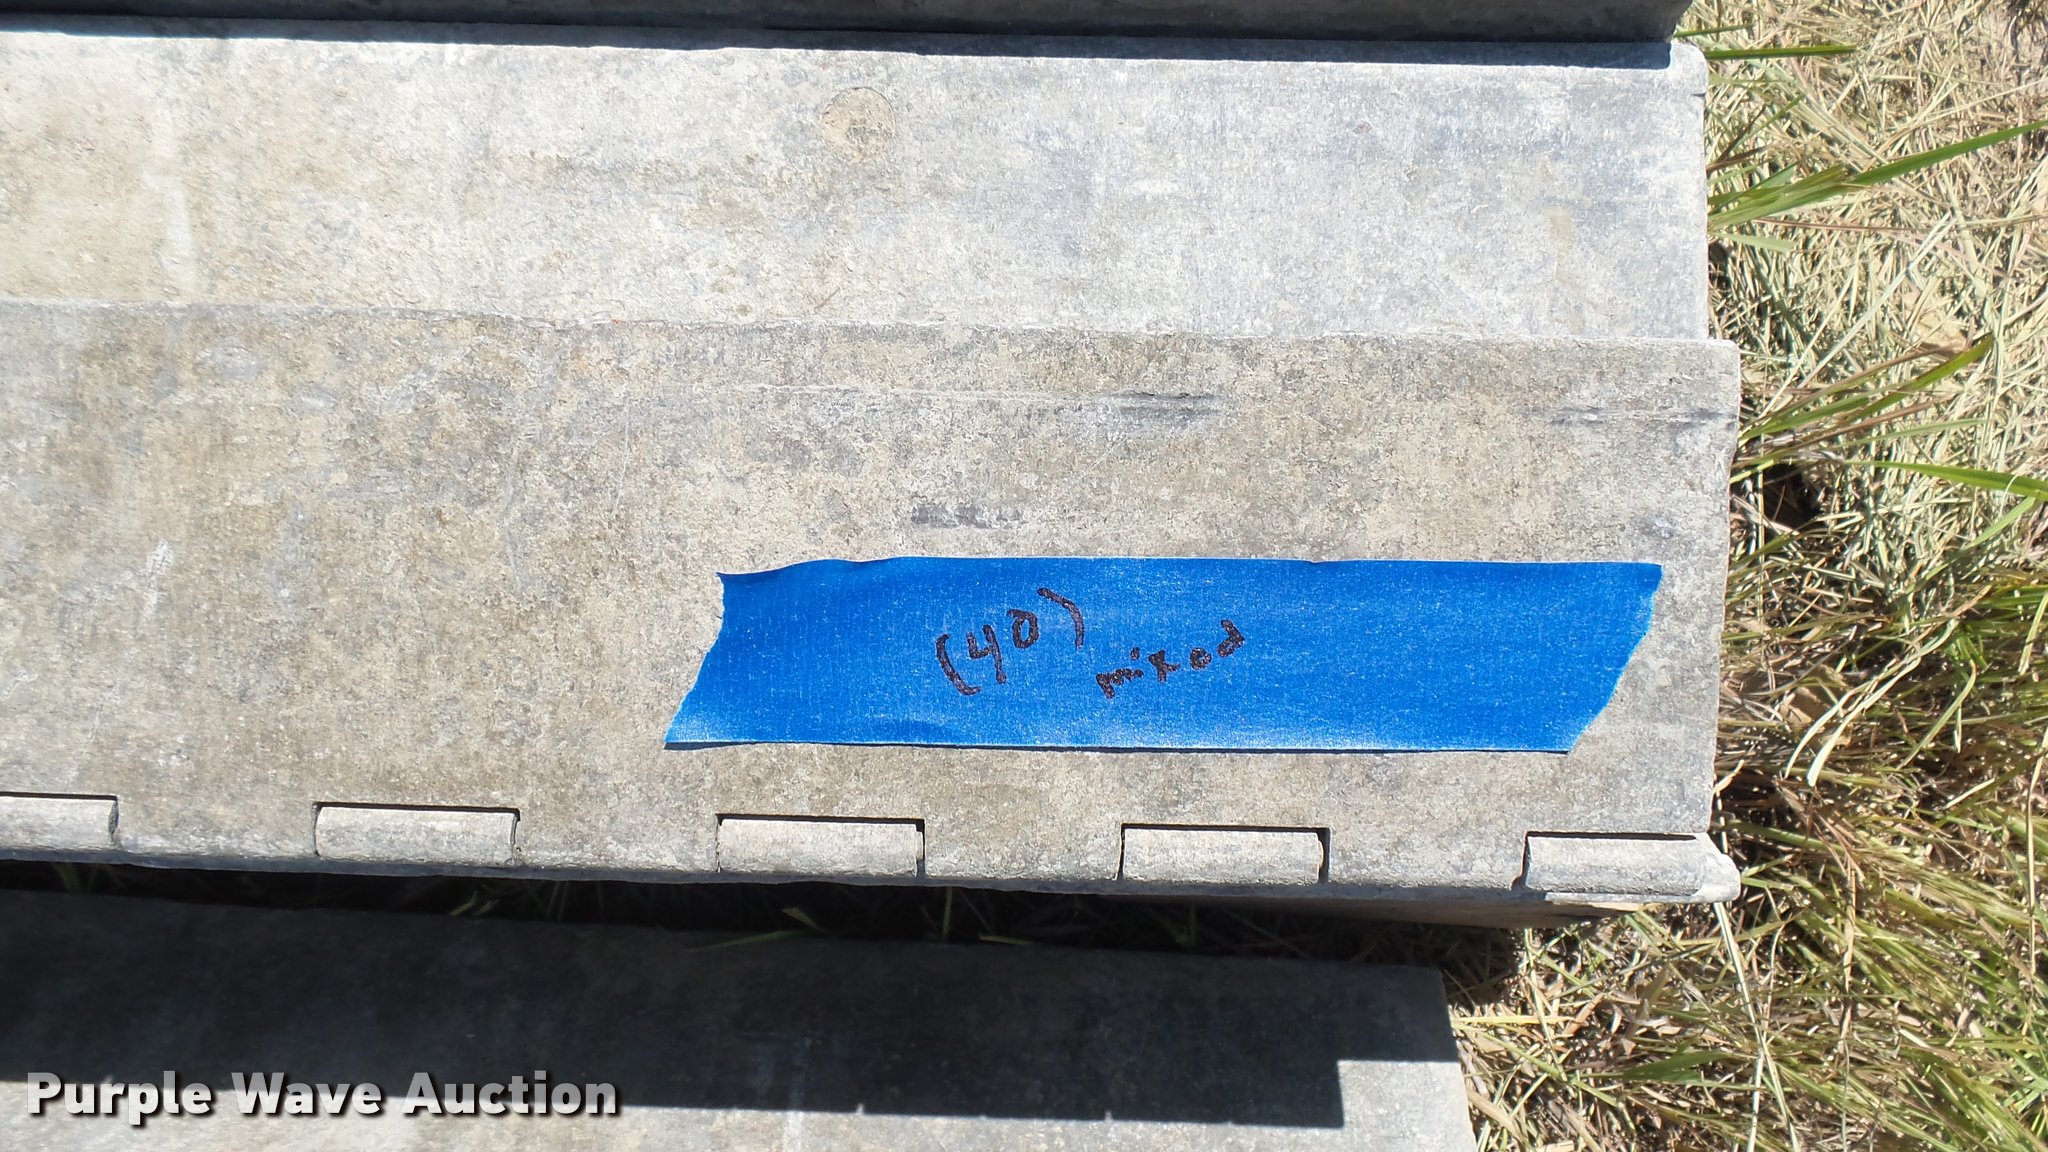 (40)
mixed
Purple Wave Auction